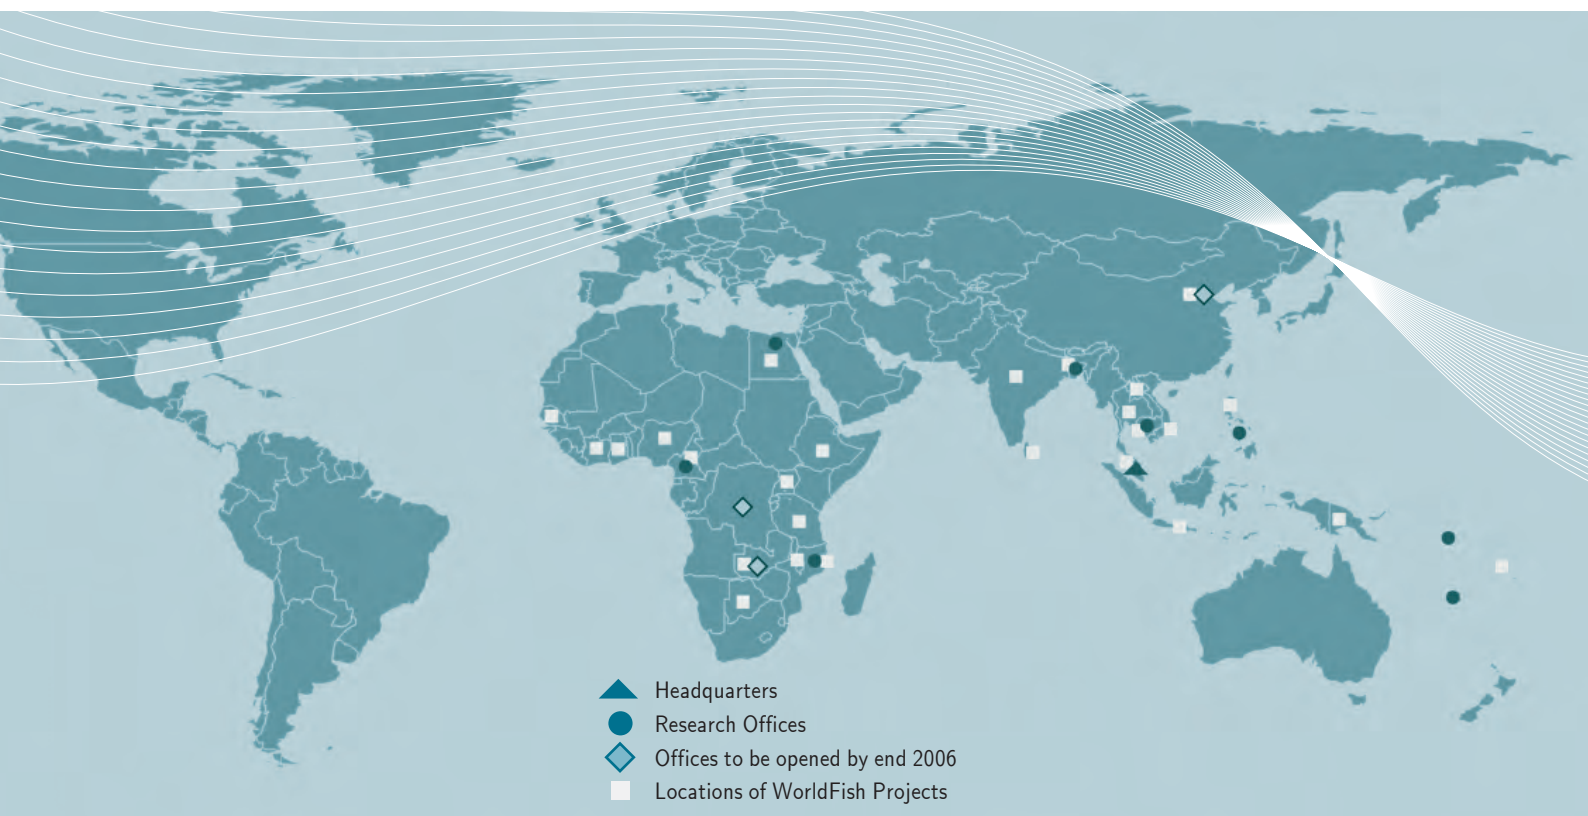 Headquarters
Research Offices
Offices to be opened by end 2006
Locations of WorldFish Projects